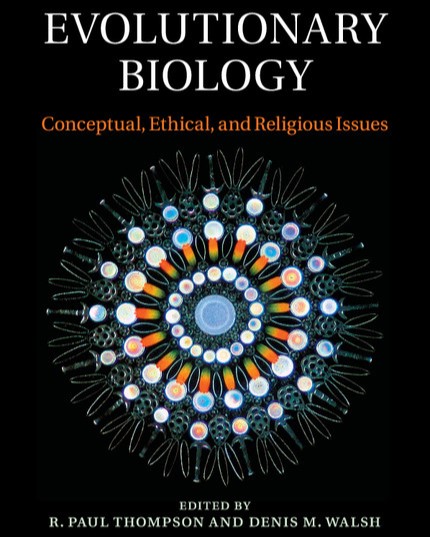 EVOLUTIONARY
BIOLOGY
Conceptual, Ethical, and Religious Issues
EDITED BY
R. PAUL THOMPSON AND DENIS M. WALSH